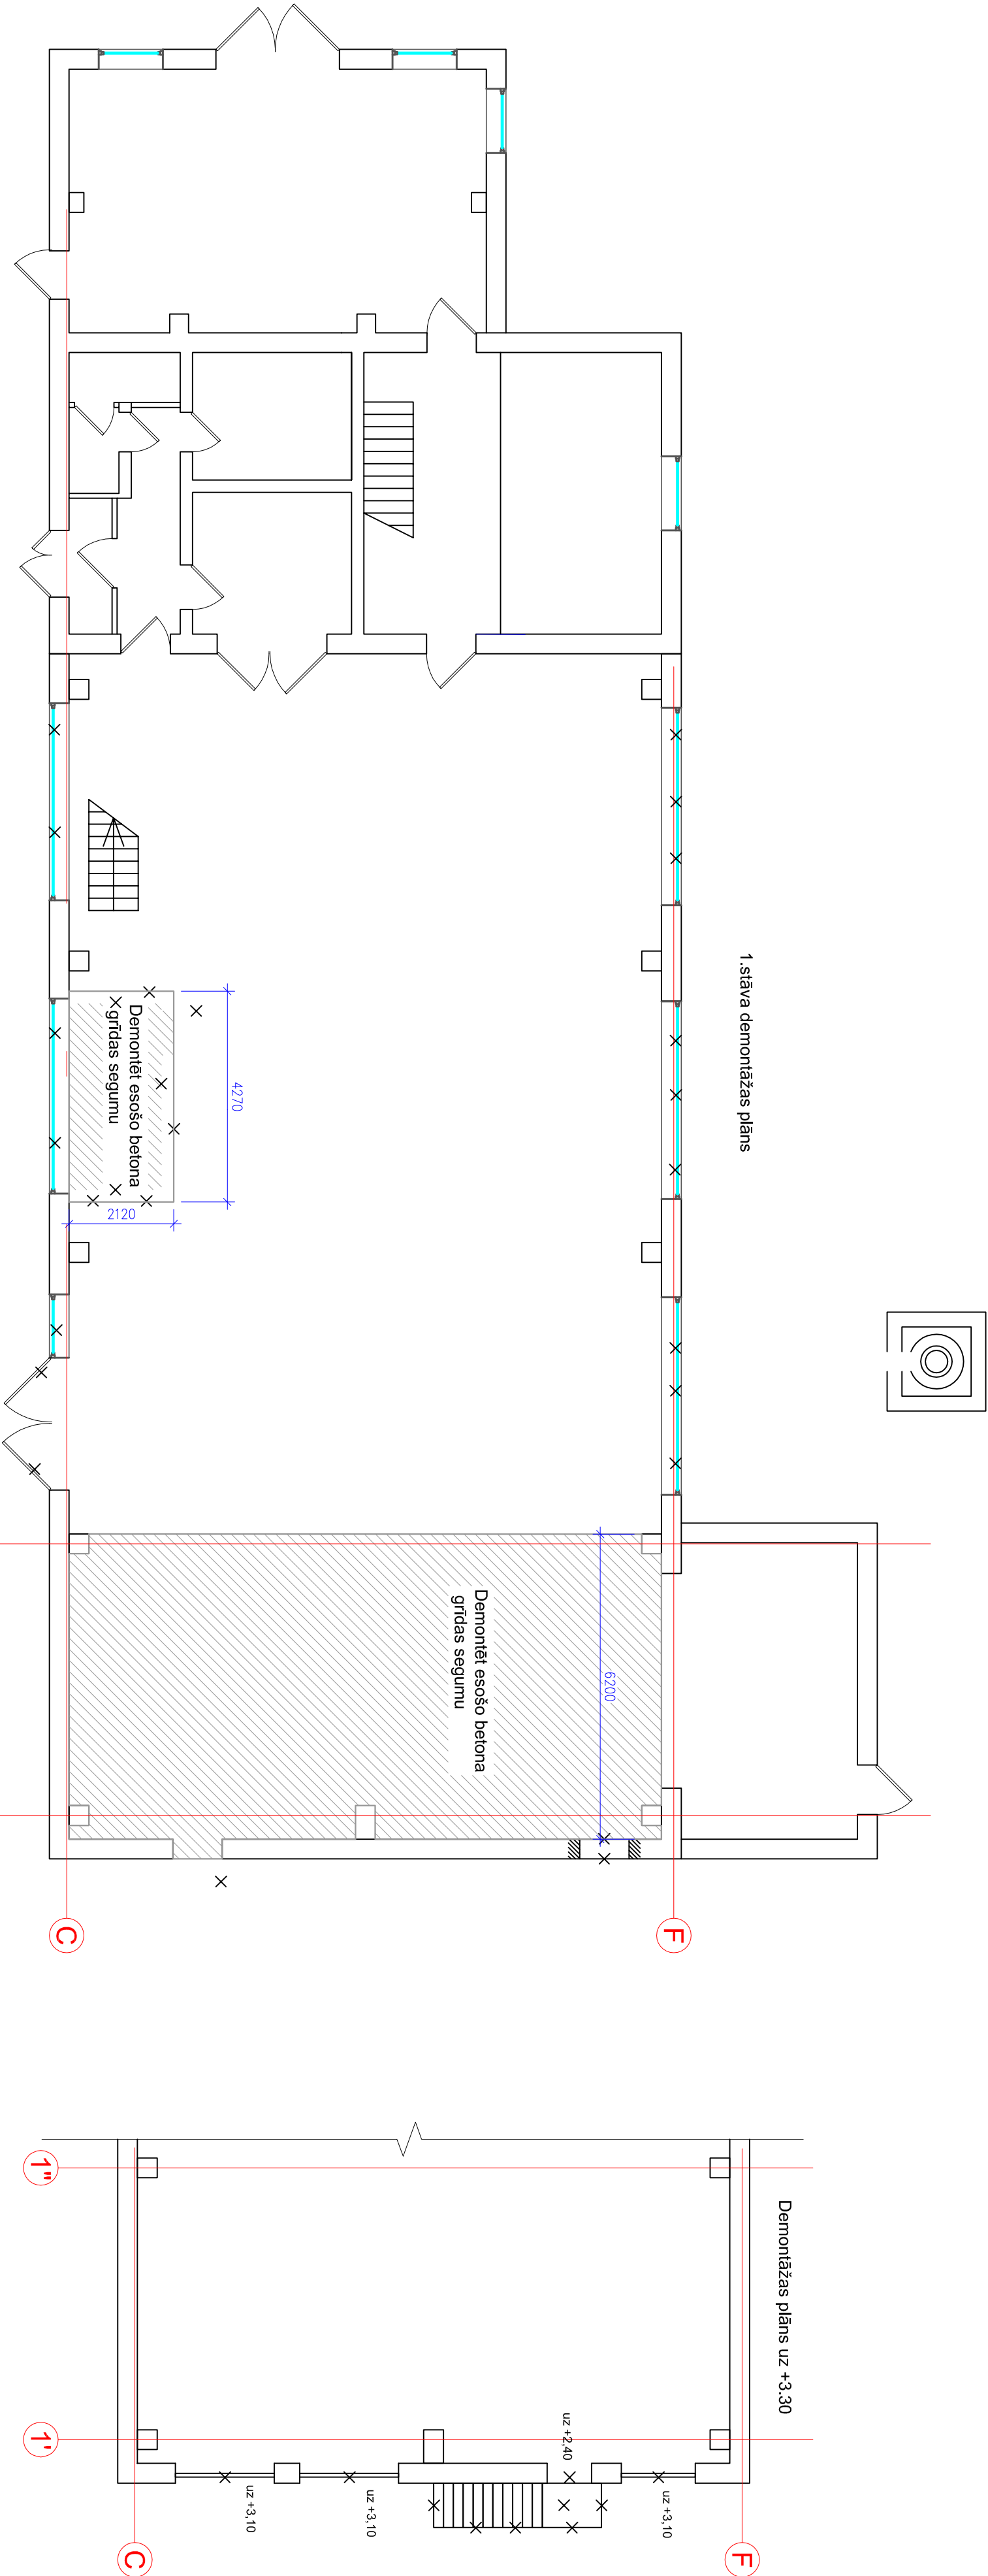 1.stāva demontāžas plāns
4270
Demontēt esošo betona
grīdas segumu
2120
6200
Demontēt esošo betona
grīdas segumu
F
C
Demontāžas plāns uz +3.30
1"
1'
uz +2,40
uz +3,10
uz +3,10
uz +3,10
F
C